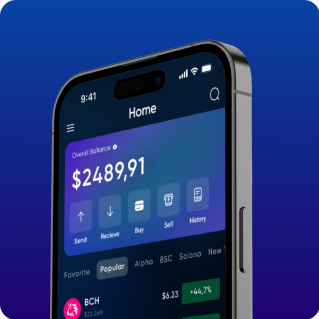 9:41
Home
Overall Ballance
$2489,91
Send Recieve Buy Sell History
Favorite Popular Alpha BSC Solana New
BCH $6.23 +44,7%